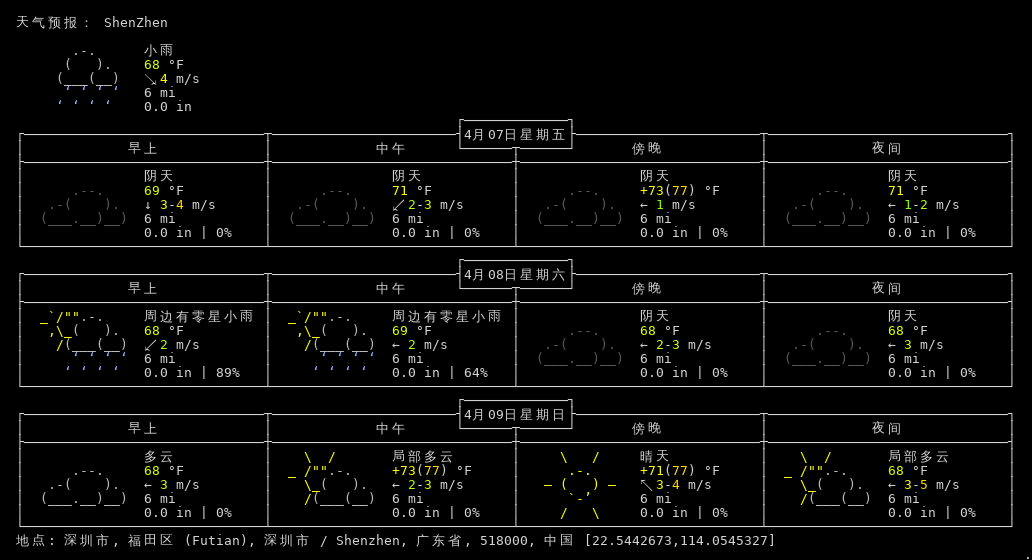 天气预报： ShenZhen
小雨
68 °F
↘ 4 m/s
6 mi
0.0 in
4月07日星期五
早上 中午 傍晚 夜间
阴天 阴天 阴天 阴天
69 °F 71 °F +73(77) °F 71 °F
↓ 3-4 m/s ↙ 2-3 m/s ← 1 m/s ← 1-2 m/s
6 mi 6 mi 6 mi 6 mi
0.0 in | 0% 0.0 in | 0% 0.0 in | 0% 0.0 in | 0%
4月08日星期六
早上 中午 傍晚 夜间
周边有零星小雨 周边有零星小雨 阴天 阴天
68 °F 69 °F 68 °F 68 °F
↙ 2 m/s ← 2 m/s ← 2-3 m/s ← 3 m/s
6 mi 6 mi 6 mi 6 mi
0.0 in | 89% 0.0 in | 64% 0.0 in | 0% 0.0 in | 0%
4月09日星期日
早上 中午 傍晚 夜间
多云 局部多云 晴天 局部多云
68 °F +73(77) °F +71(77) °F 68 °F
← 3 m/s ← 2-3 m/s ↖ 3-4 m/s ← 3-5 m/s
6 mi 6 mi 6 mi 6 mi
0.0 in | 0% 0.0 in | 0% 0.0 in | 0% 0.0 in | 0%
地点: 深圳市, 福田区 (Futian), 深圳市 / Shenzhen, 广东省, 518000, 中国 [22.5442673,114.0545327]